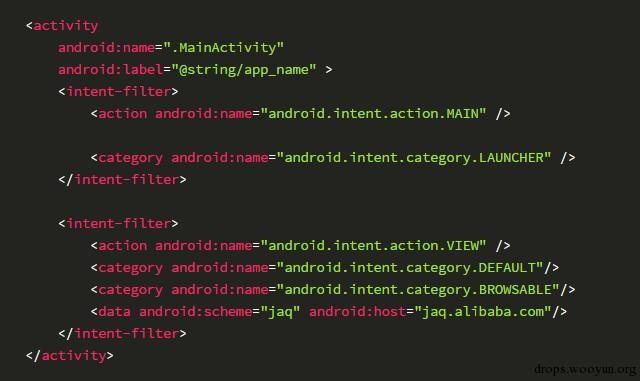 <activity
android:name=".MainActivity"
android:label="@string/app_name" >
<intent-filter>
<action android:name="android.intent.action.MAIN" />
<category android:name="android.intent.category.LAUNCHER" />
</intent-filter>
<intent-filter>
<action android:name="android.intent.action.VIEW" />
<category android:name="android.intent.category.DEFAULT"/>
<category android:name="android.intent.category.BROWSABLE"/>
<data android:scheme="jaq" android:host="jaq.alibaba.com"/>
</intent-filter>
</activity>
drops.wooyun.org